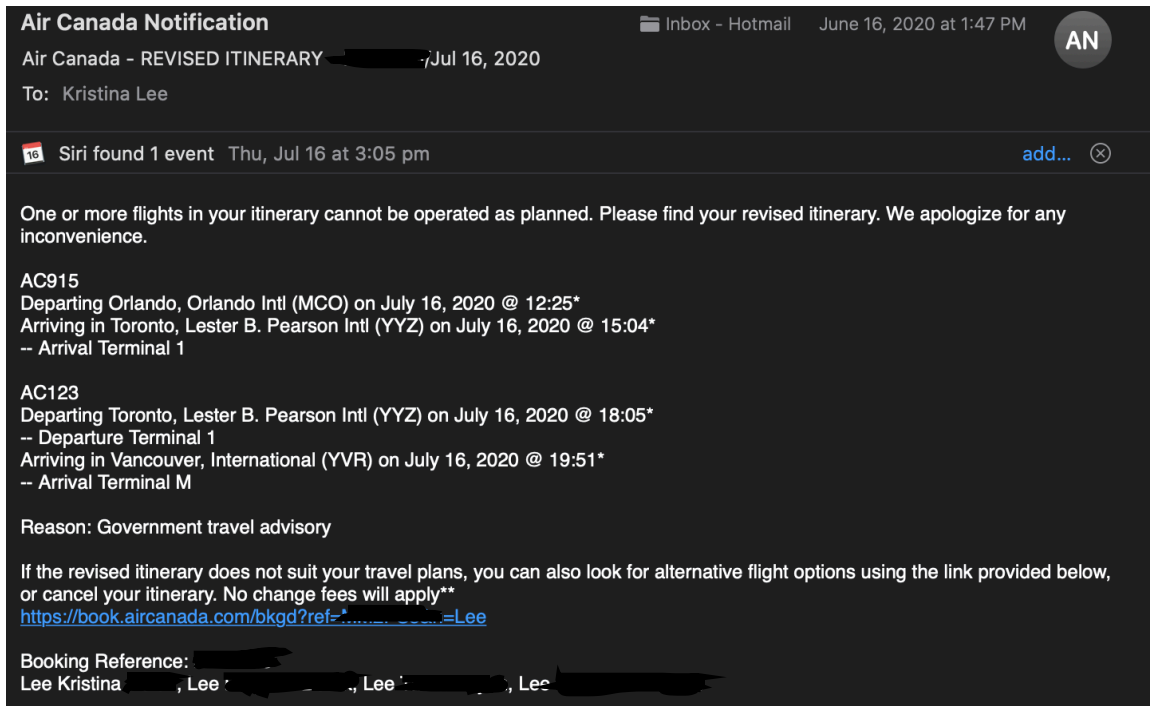 Air Canada Notification
Inbox - Hotmail June 16, 2020 at 1:47 PM
AN
Air Canada - REVISED ITINERARY /Jul 16, 2020
To: Kristina Lee
16 Siri found 1 event Thu, Jul 16 at 3:05 pm add...
One or more flights in your itinerary cannot be operated as planned. Please find your revised itinerary. We apologize for any
inconvenience.
AC915
Departing Orlando, Orlando Intl (MCO) on July 16, 2020 @ 12:25*
Arriving in Toronto, Lester B. Pearson Intl (YYZ) on July 16, 2020 @ 15:04*
-- Arrival Terminal 1
AC123
Departing Toronto, Lester B. Pearson Intl (YYZ) on July 16, 2020 @ 18:05*
-- Departure Terminal 1
Arriving in Vancouver, International (YVR) on July 16, 2020 @ 19:51*
-- Arrival Terminal M
Reason: Government travel advisory
If the revised itinerary does not suit your travel plans, you can also look for alternative flight options using the link provided below,
or cancel your itinerary. No change fees will apply**
https://book.aircanada.com/bkgd?ref= =Lee
Booking Reference:
Lee Kristina , Lee , Lee , Lee